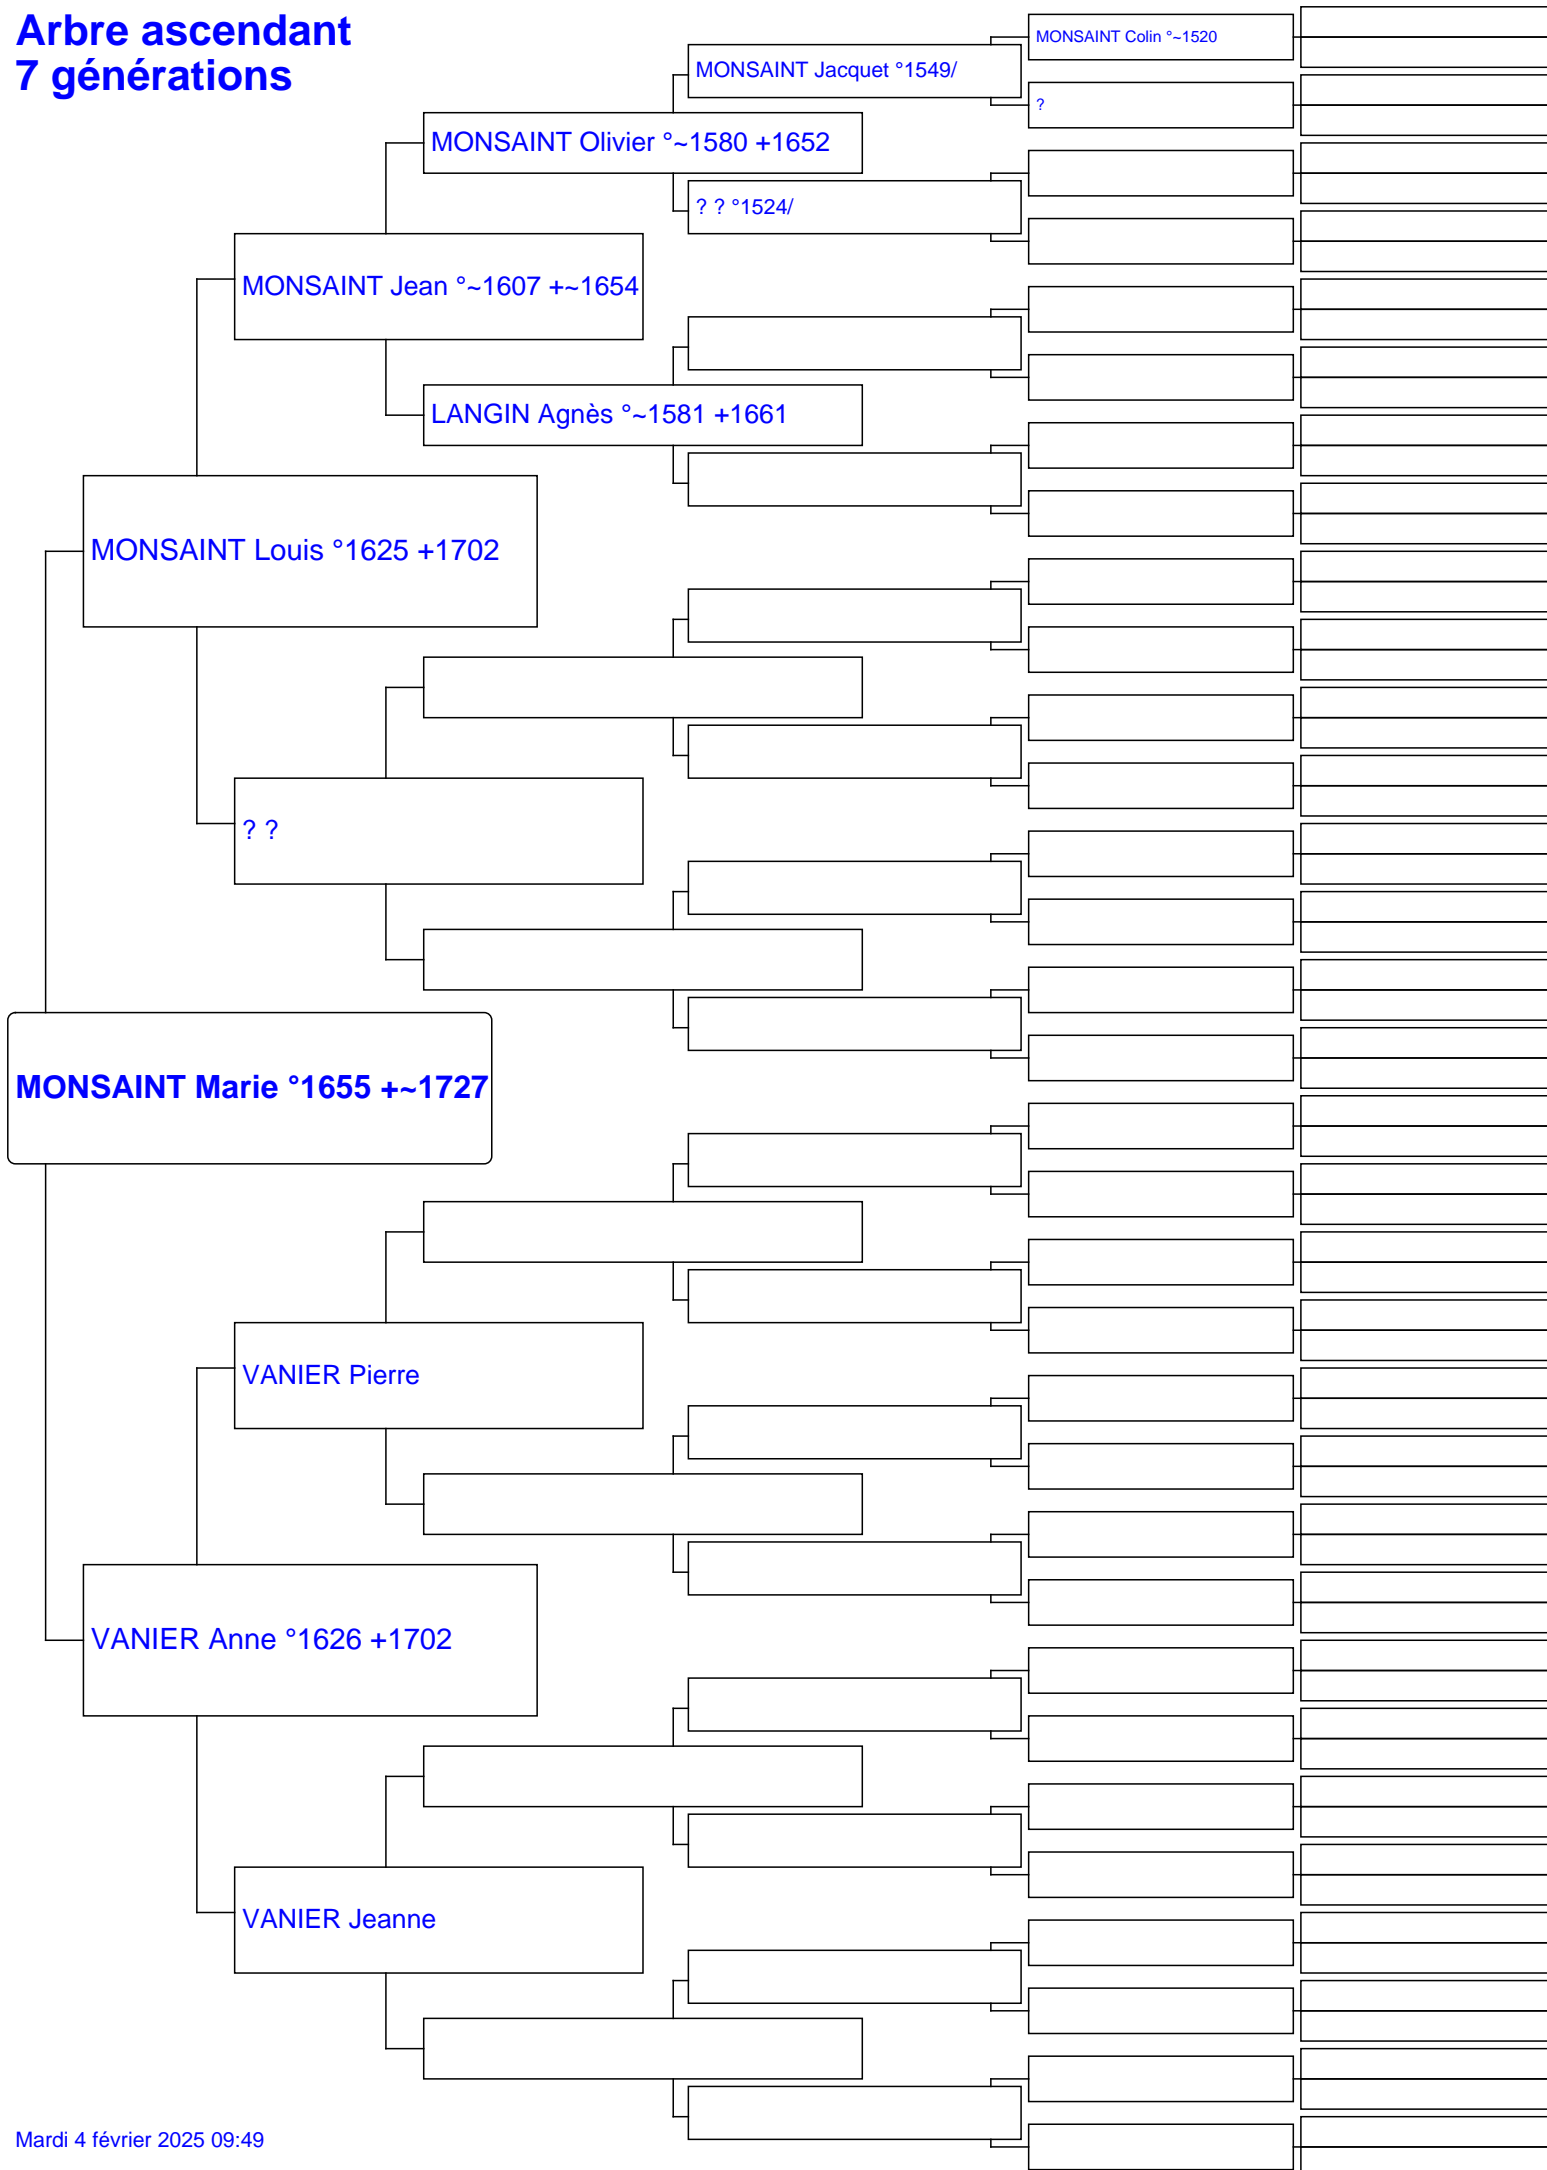 Arbre ascendant
7 générations
MONSAINT Colin °~1520
MONSAINT Jacquet °1549/
?
MONSAINT Olivier °~1580 +1652
? ? °1524/
MONSAINT Jean °~1607 +~1654
LANGIN Agnès °~1581 +1661
MONSAINT Louis °1625 +1702
? ?
MONSAINT Marie °1655 +~1727
VANIER Pierre
VANIER Anne °1626 +1702
VANIER Jeanne
Mardi 4 février 2025 09:49